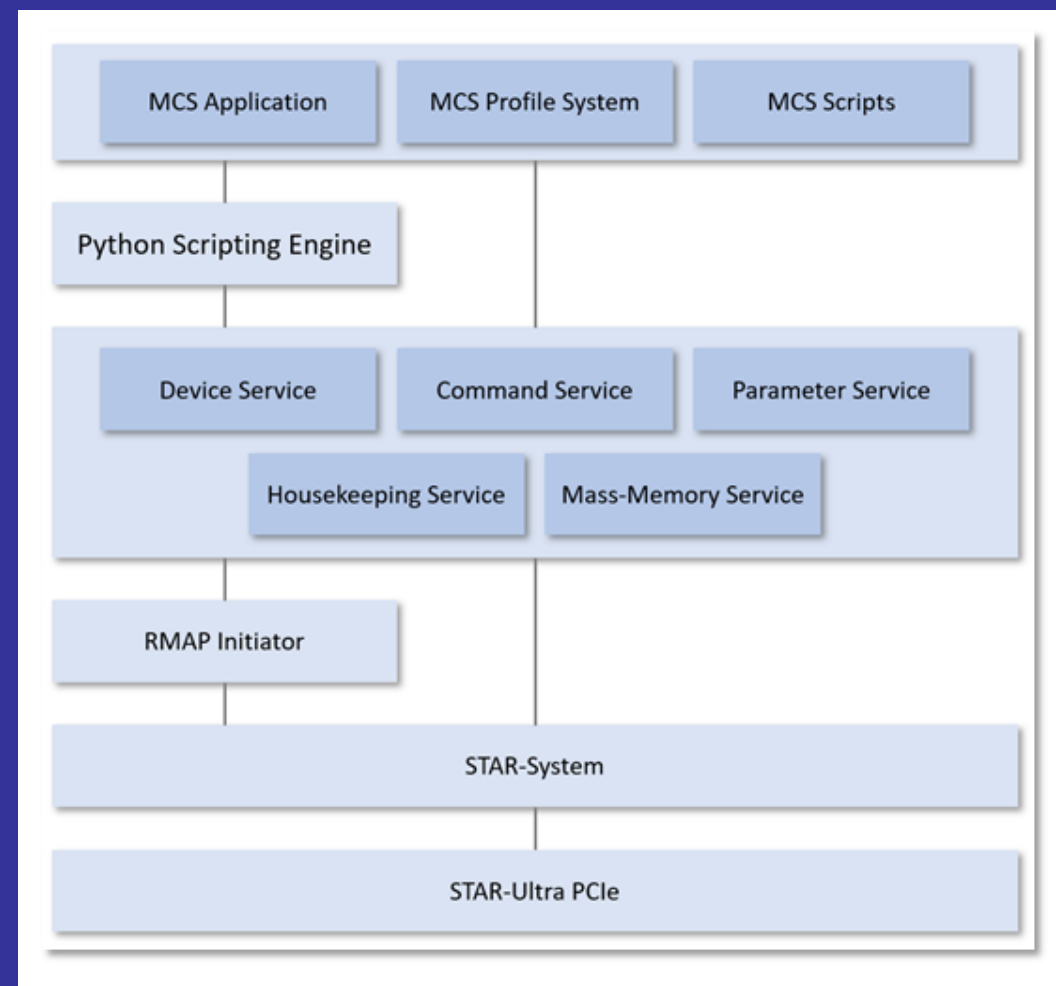 MCS Application
MCS Profile System
MCS Scripts
Python Scripting Engine
Device Service
Command Service
Parameter Service
Housekeeping Service
Mass-Memory Service
RMAP Initiator
STAR-System
STAR-Ultra PCIe